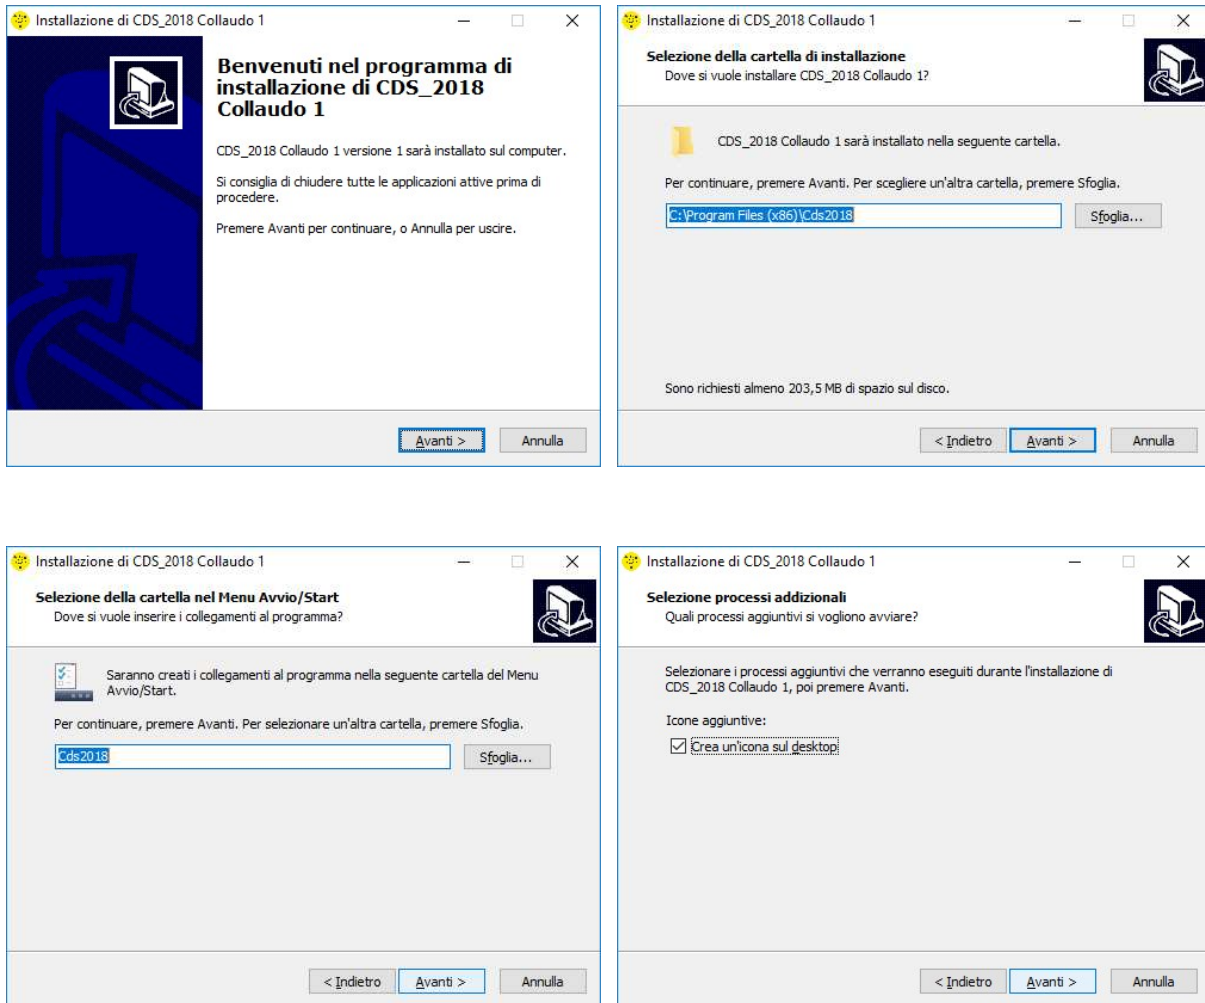 Installazione di CDS_2018 Collaudo 1
Benvenuti nel programma di
installazione di CDS_2018
Collaudo 1
CDS_2018 Collaudo 1 versione 1 sarà installato sul computer.
Si consiglia di chiudere tutte le applicazioni attive prima di
procedere.
Premere Avanti per continuare, o Annulla per uscire.
Avanti >
Annulla
Installazione di CDS_2018 Collaudo 1
Selezione della cartella di installazione
Dove si vuole installare CDS_2018 Collaudo 1?
CDS_2018 Collaudo 1 sarà installato nella seguente cartella.
Per continuare, premere Avanti. Per scegliere un'altra cartella, premere Sfoglia.
C:\Program Files (x86)\Cds2018
Sfoglia...
Sono richiesti almeno 203,5 MB di spazio sul disco.
< Indietro
Avanti >
Annulla
Installazione di CDS_2018 Collaudo 1
Selezione della cartella nel Menu Avvio/Start
Dove si vuole inserire i collegamenti al programma?
Saranno creati i collegamenti al programma nella seguente cartella del Menu
Avvio/Start.
Per continuare, premere Avanti. Per selezionare un'altra cartella, premere Sfoglia.
Cds2018
Sfoglia...
< Indietro
Avanti >
Annulla
Installazione di CDS_2018 Collaudo 1
Selezione processi addizionali
Quali processi aggiuntivi si vogliono avviare?
Selezionare i processi aggiuntivi che verranno eseguiti durante l'installazione di
CDS_2018 Collaudo 1, poi premere Avanti.
Icone aggiuntive:
Crea un'icona sul desktop
< Indietro
Avanti >
Annulla